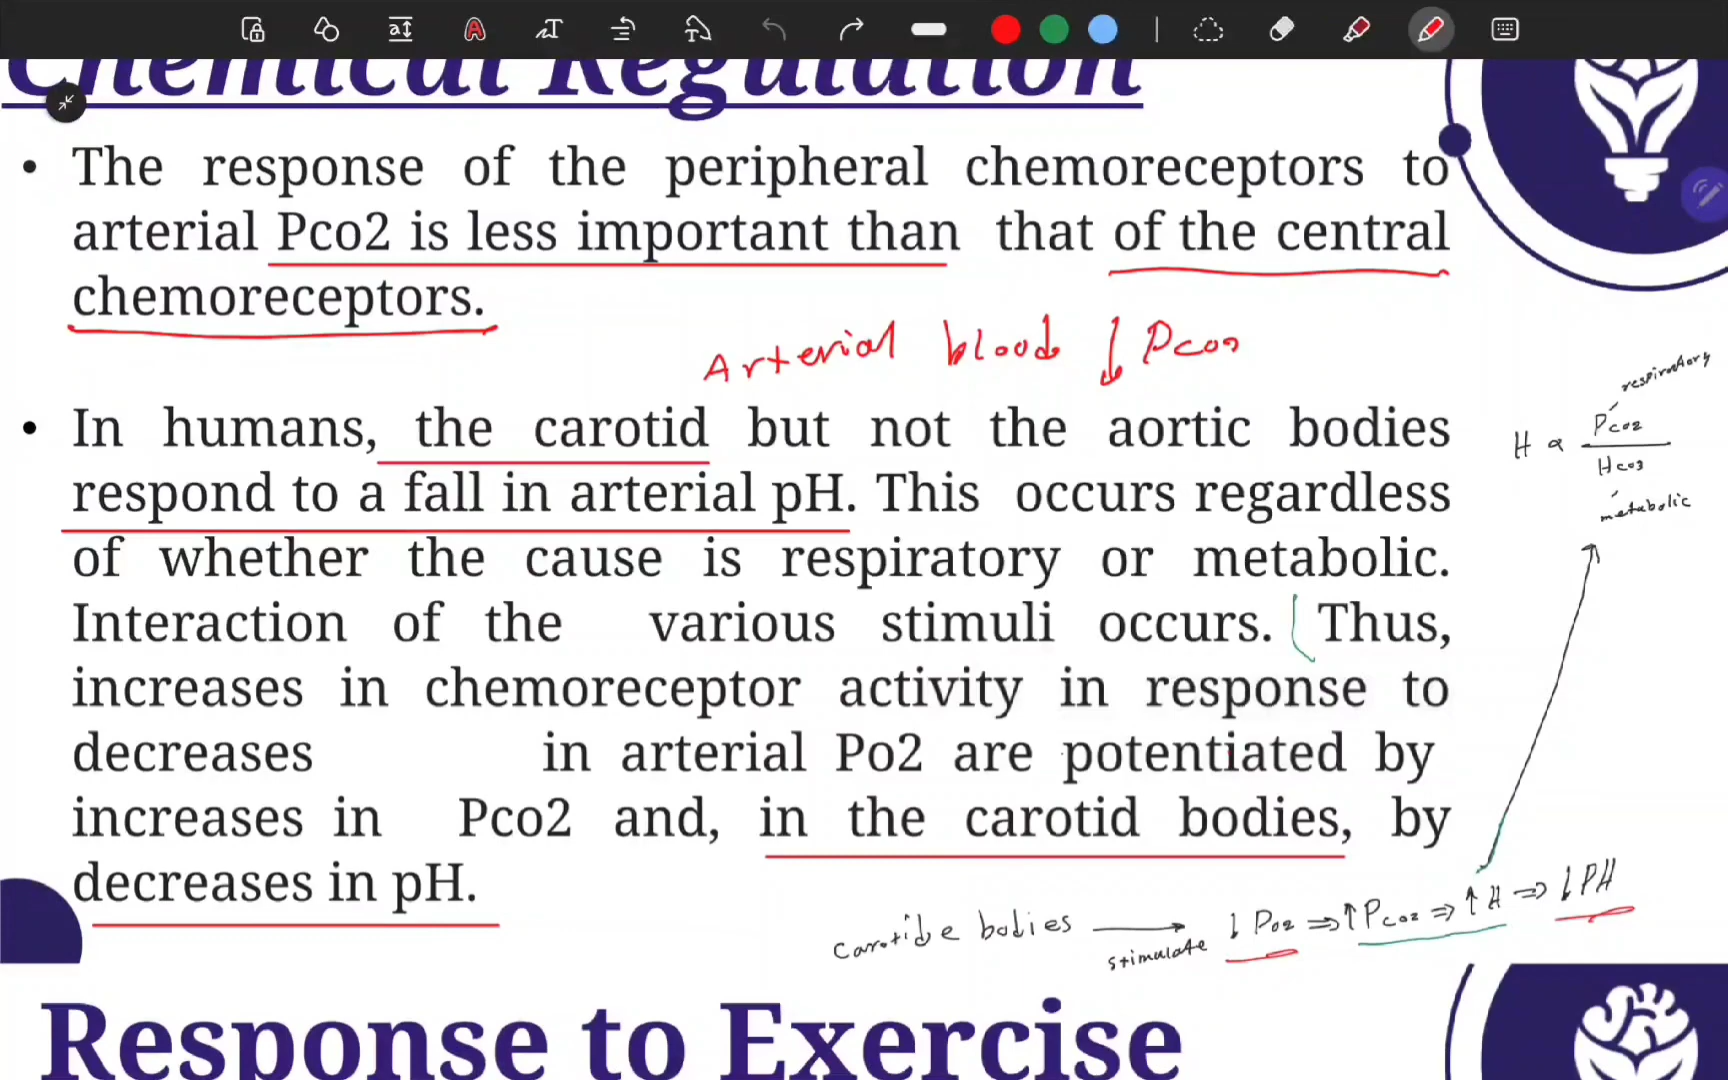 Chemical Regulation
• The response of the peripheral chemoreceptors to
arterial Pco2 is less important than that of the central
chemoreceptors.
Arterial blood ↓ Pco2
• In humans, the carotid but not the aortic bodies
respond to a fall in arterial pH. This occurs regardless
of whether the cause is respiratory or metabolic.
Interaction of the various stimuli occurs. Thus,
increases in chemoreceptor activity in response to
decreases in arterial Po2 are potentiated by
increases in Pco2 and, in the carotid bodies, by
decreases in pH.
respiratory
H ∝ Pco2
Hco3
metabolic
carotide bodies → ↓ Po2 ⇒ ↑ Pco2 ⇒ ↑ H ⇒ ↓ PH
stimulate
Response to Exercise